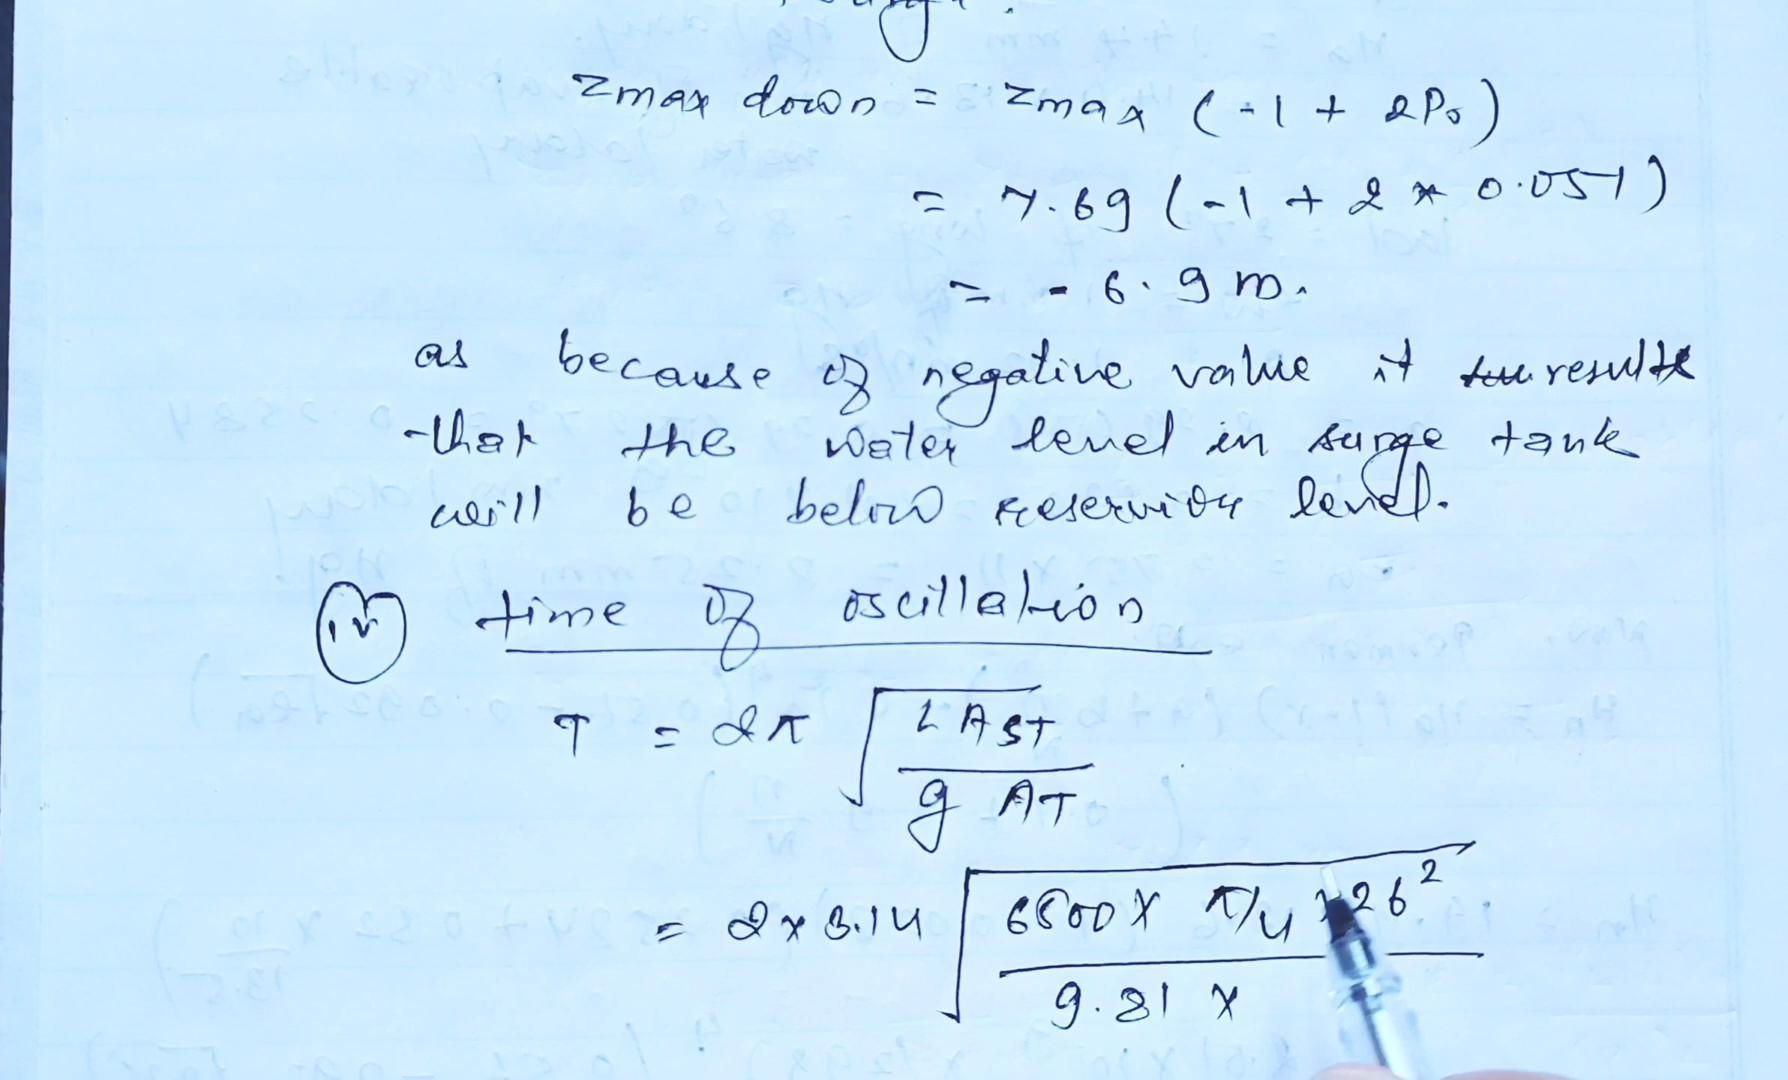 zmax down = zmax (-1 + 2P0)
= 7.69 (-1 + 2 * 0.051)
= - 6.9 m.
as because of negative value it results
that the water level in surge tank
will be below reservior level.
(iv) time of oscillation
T = 2π √(L AST / g AT)
= 2 x 3.14 √(6500 x π/4 x 26² / 9.81 x